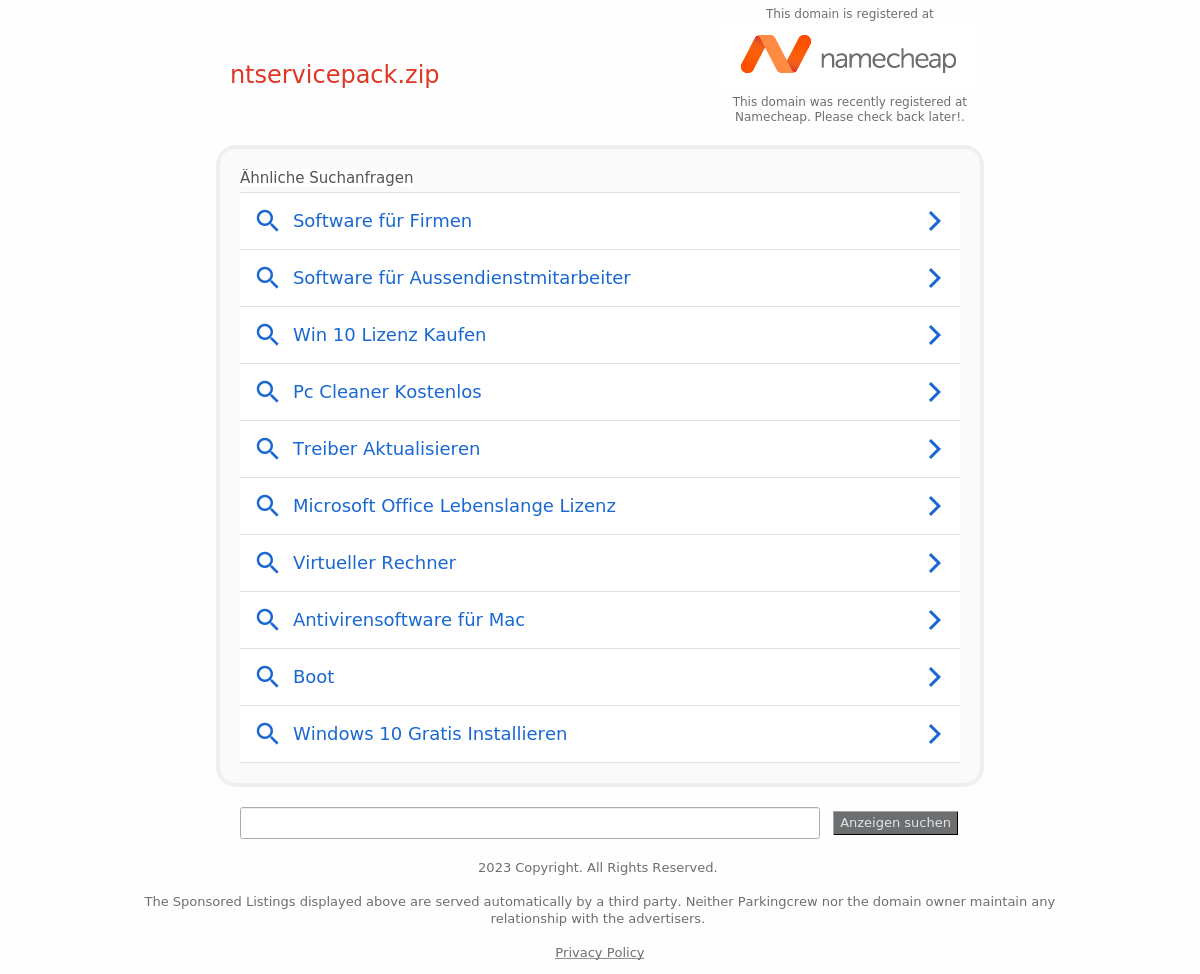 This domain is registered at
namecheap
ntservicepack.zip
This domain was recently registered at
Namecheap. Please check back later!.
Ähnliche Suchanfragen
Software für Firmen
Software für Aussendienstmitarbeiter
Win 10 Lizenz Kaufen
Pc Cleaner Kostenlos
Treiber Aktualisieren
Microsoft Office Lebenslange Lizenz
Virtueller Rechner
Antivirensoftware für Mac
Boot
Windows 10 Gratis Installieren
Anzeigen suchen
2023 Copyright. All Rights Reserved.
The Sponsored Listings displayed above are served automatically by a third party. Neither Parkingcrew nor the domain owner maintain any
relationship with the advertisers.
Privacy Policy